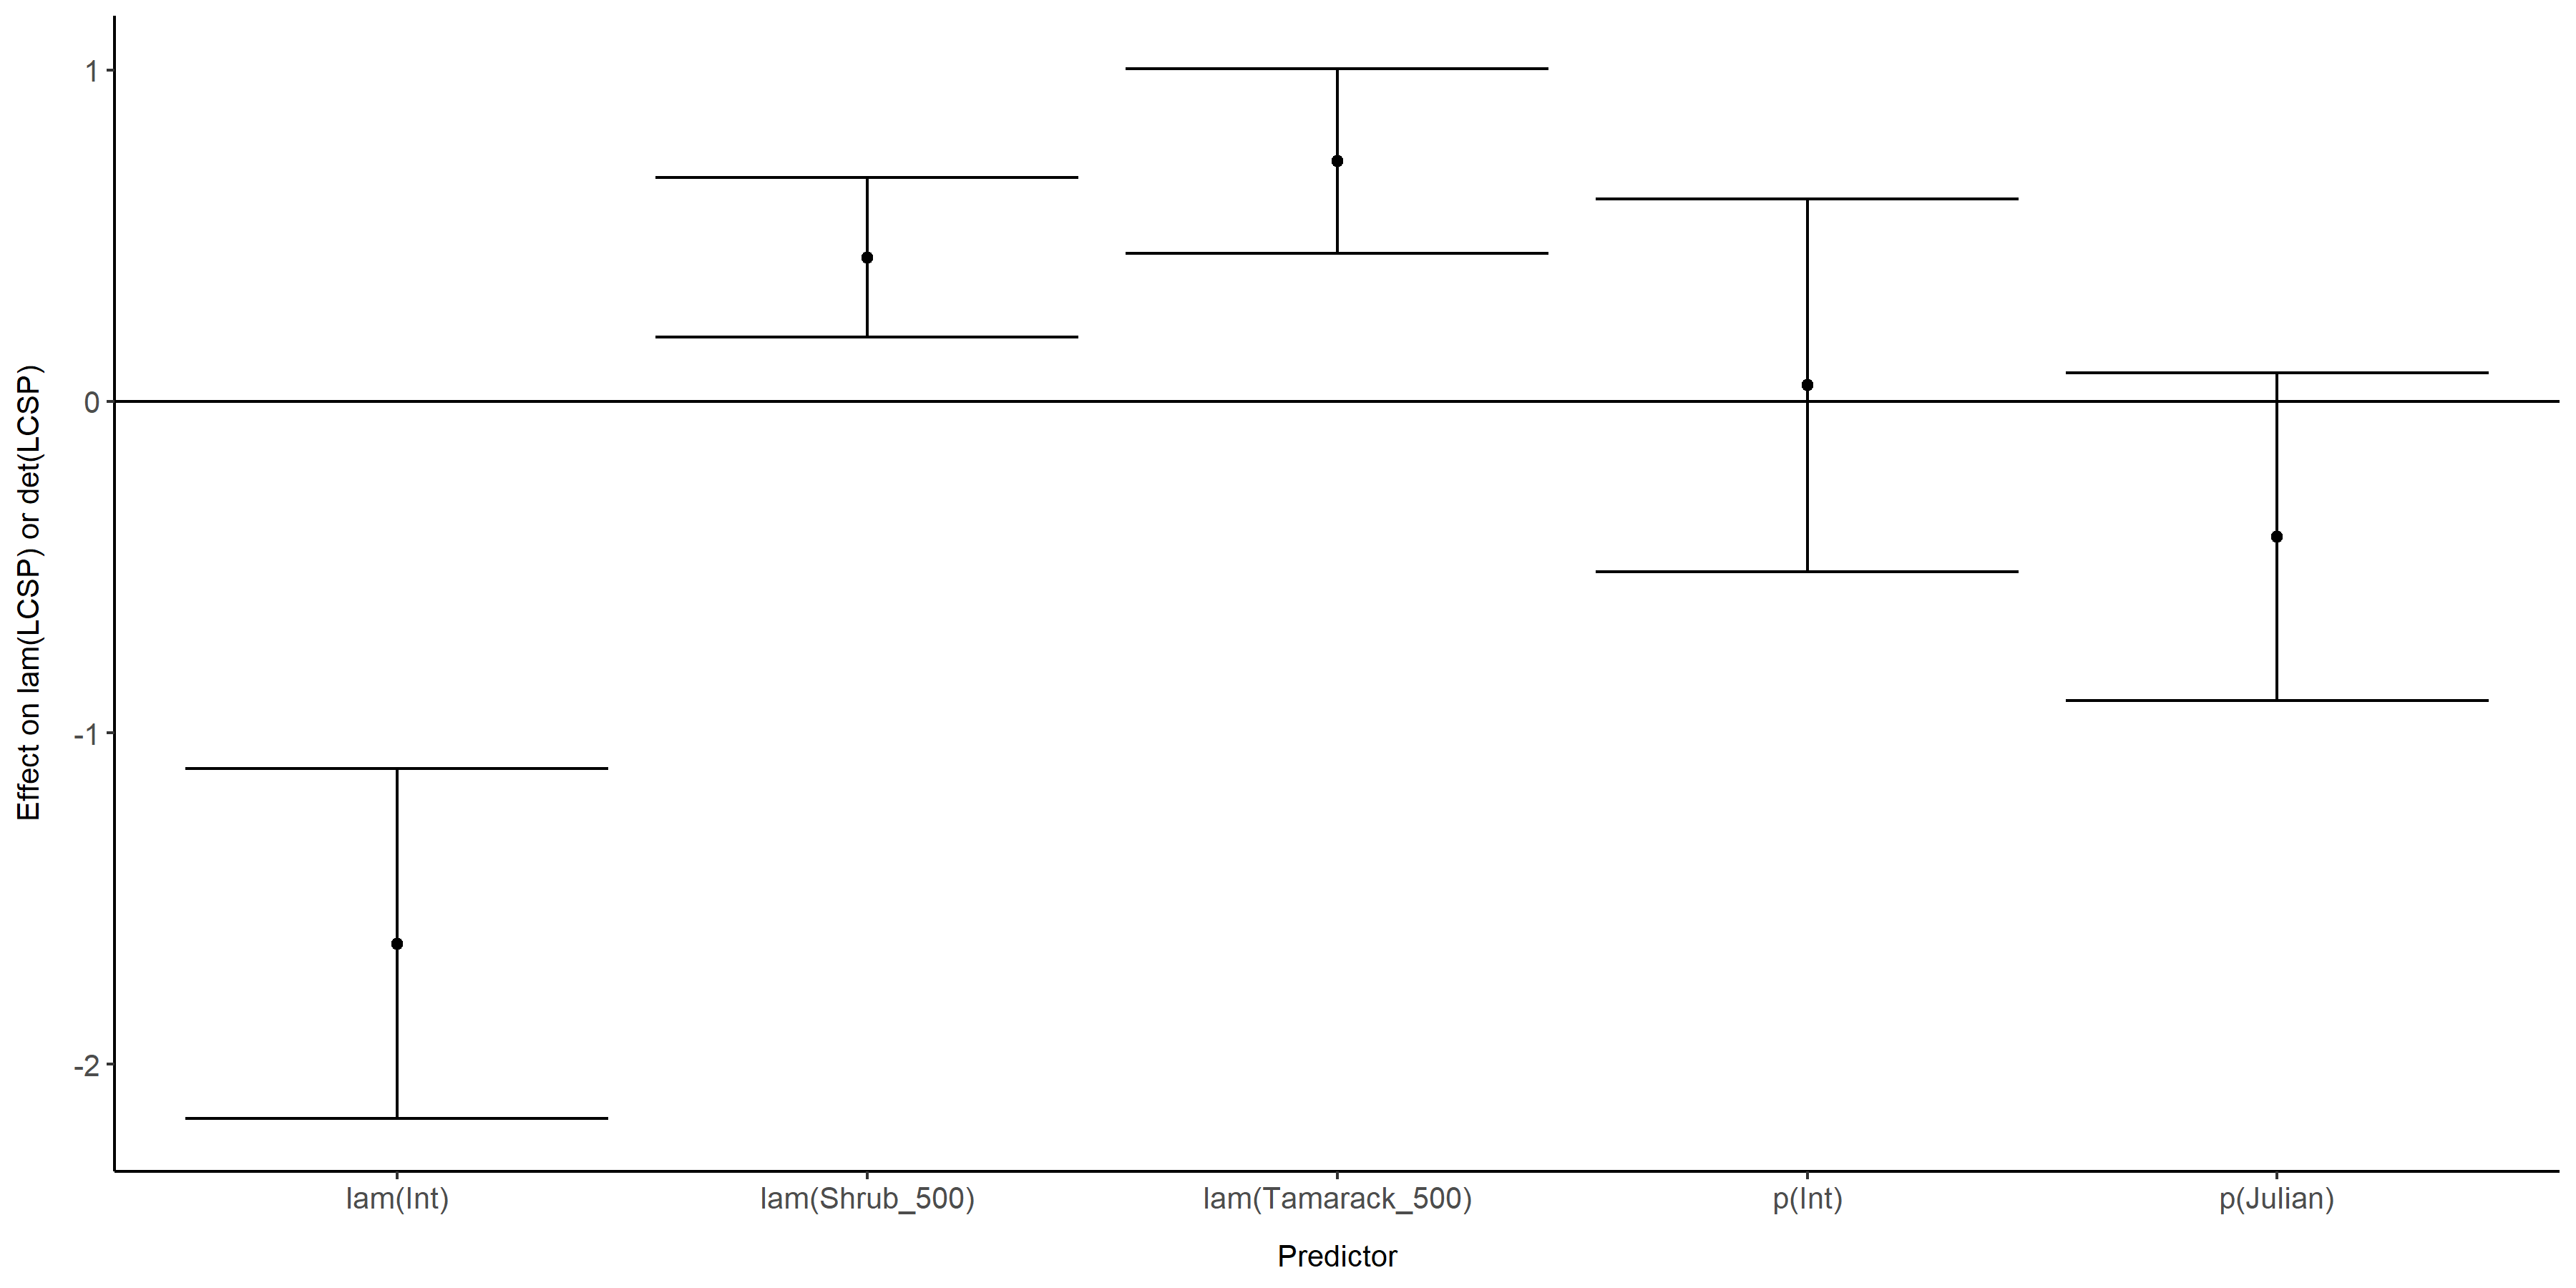 Effect on lam(LCSP) or det(LCSP)
1
0
-1
-2
lam(Int) lam(Shrub_500) lam(Tamarack_500) p(Int) p(Julian)
Predictor